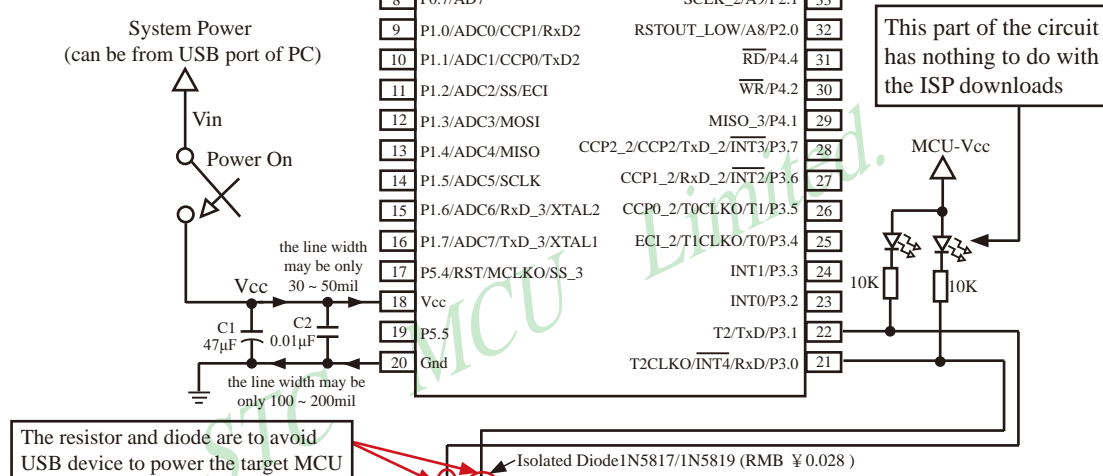 8 P0.7/AD7
SCLK_2/A9/P2.1 33
System Power
(can be from USB port of PC)
Vin
Power On
9 P1.0/ADC0/CCP1/RxD2
10 P1.1/ADC1/CCP0/TxD2
11 P1.2/ADC2/SS/ECI
12 P1.3/ADC3/MOSI
13 P1.4/ADC4/MISO
14 P1.5/ADC5/SCLK
15 P1.6/ADC6/RxD_3/XTAL2
16 P1.7/ADC7/TxD_3/XTAL1
17 P5.4/RST/MCLKO/SS_3
18 Vcc
19 P5.5
20 Gnd
RSTOUT_LOW/A8/P2.0 32
RD/P4.4 31
WR/P4.2 30
MISO_3/P4.1 29
CCP2_2/CCP2/TxD_2/INT3/P3.7 28
CCP1_2/RxD_2/INT2/P3.6 27
CCP0_2/T0CLKO/T1/P3.5 26
ECI_2/T1CLKO/T0/P3.4 25
INT1/P3.3 24
INT0/P3.2 23
T2/TxD/P3.1 22
T2CLKO/INT4/RxD/P3.0 21
This part of the circuit
has nothing to do with
the ISP downloads
MCU-Vcc
10K
10K
the line width
may be only
30 ~ 50mil
Vcc
C1
47μF
C2
0.01μF
the line width may be
only 100 ~ 200mil
STC MCU Limited.
The resistor and diode are to avoid
USB device to power the target MCU
Isolated Diode1N5817/1N5819 (RMB ￥0.028 )